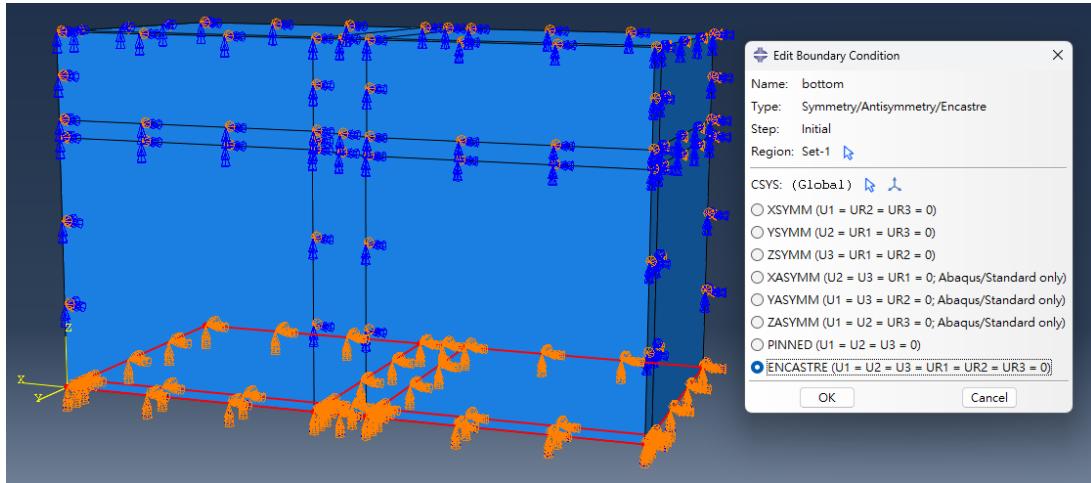 Edit Boundary Condition
Name: bottom
Type: Symmetry/Antisymmetry/Encastre
Step: Initial
Region: Set-1
CSYS: (Global)
XSYMM (U1 = UR2 = UR3 = 0)
YSYMM (U2 = UR1 = UR3 = 0)
ZSYMM (U3 = UR1 = UR2 = 0)
XASYMM (U2 = U3 = UR1 = 0; Abaqus/Standard only)
YASYMM (U1 = U3 = UR2 = 0; Abaqus/Standard only)
ZASYMM (U1 = U2 = UR3 = 0; Abaqus/Standard only)
PINNED (U1 = U2 = U3 = 0)
ENCASTRE (U1 = U2 = U3 = UR1 = UR2 = UR3 = 0)
OK Cancel
Z
X
Y